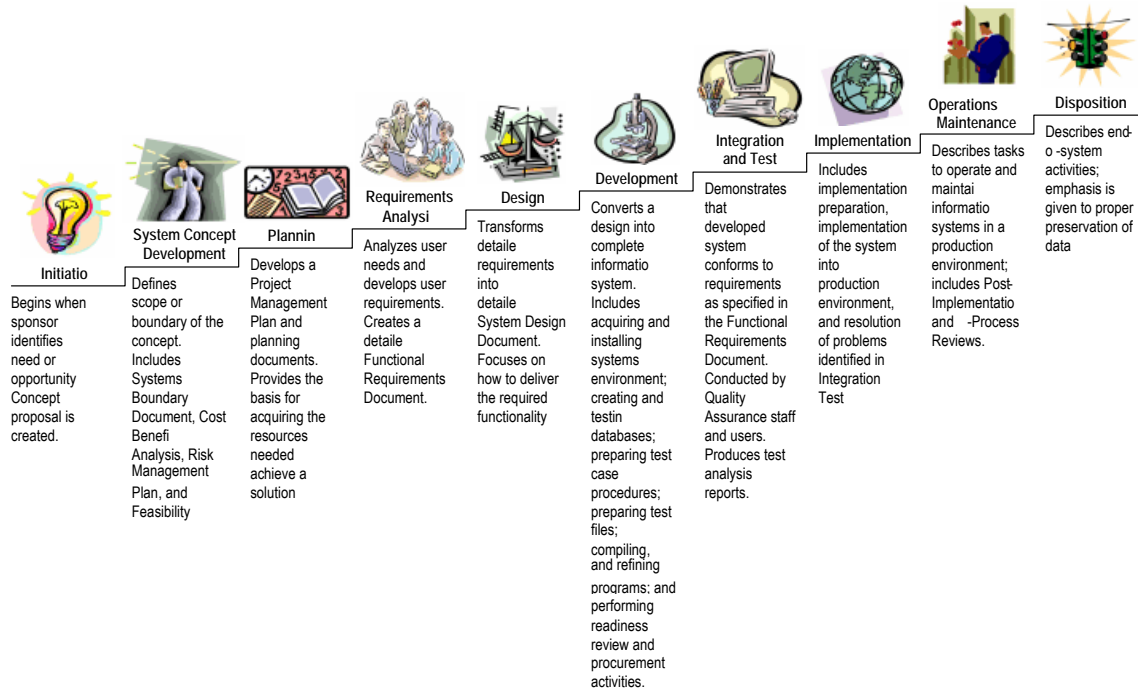 Initiatio
Begins when
sponsor
identifies
need or
opportunity
Concept
proposal is
created.
System Concept
Development
Defines
scope or
boundary of the
concept.
Includes
Systems
Boundary
Document, Cost
Benefi
Analysis, Risk
Management
Plan, and
Feasibility
Plannin
Develops a
Project
Management
Plan and
planning
documents.
Provides the
basis for
acquiring the
resources
needed
achieve a
solution
Requirements
Analysi
Analyzes user
needs and
develops user
requirements.
Creates a
detaile
Functional
Requirements
Document.
Design
Transforms
detaile
requirements
into
detaile
System Design
Document.
Focuses on
how to deliver
the required
functionality
Development
Converts a
design into
complete
informatio
system.
Includes
acquiring and
installing
systems
environment;
creating and
testin
databases;
preparing test
case
procedures;
preparing test
files;
compiling,
and refining
programs; and
performing
readiness
review and
procurement
activities.
Integration
and Test
Demonstrates
that
developed
system
conforms to
requirements
as specified in
the Functional
Requirements
Document.
Conducted by
Quality
Assurance staff
and users.
Produces test
analysis
reports.
Implementation
Includes
implementation
preparation,
implementation
of the system
into
production
environment,
and resolution
of problems
identified in
Integration
Test
Operations
Maintenance
Describes tasks
to operate and
maintai
informatio
systems in a
production
environment;
includes Post-
Implementatio
and -Process
Reviews.
Disposition
Describes end-
o -system
activities;
emphasis is
given to proper
preservation of
data